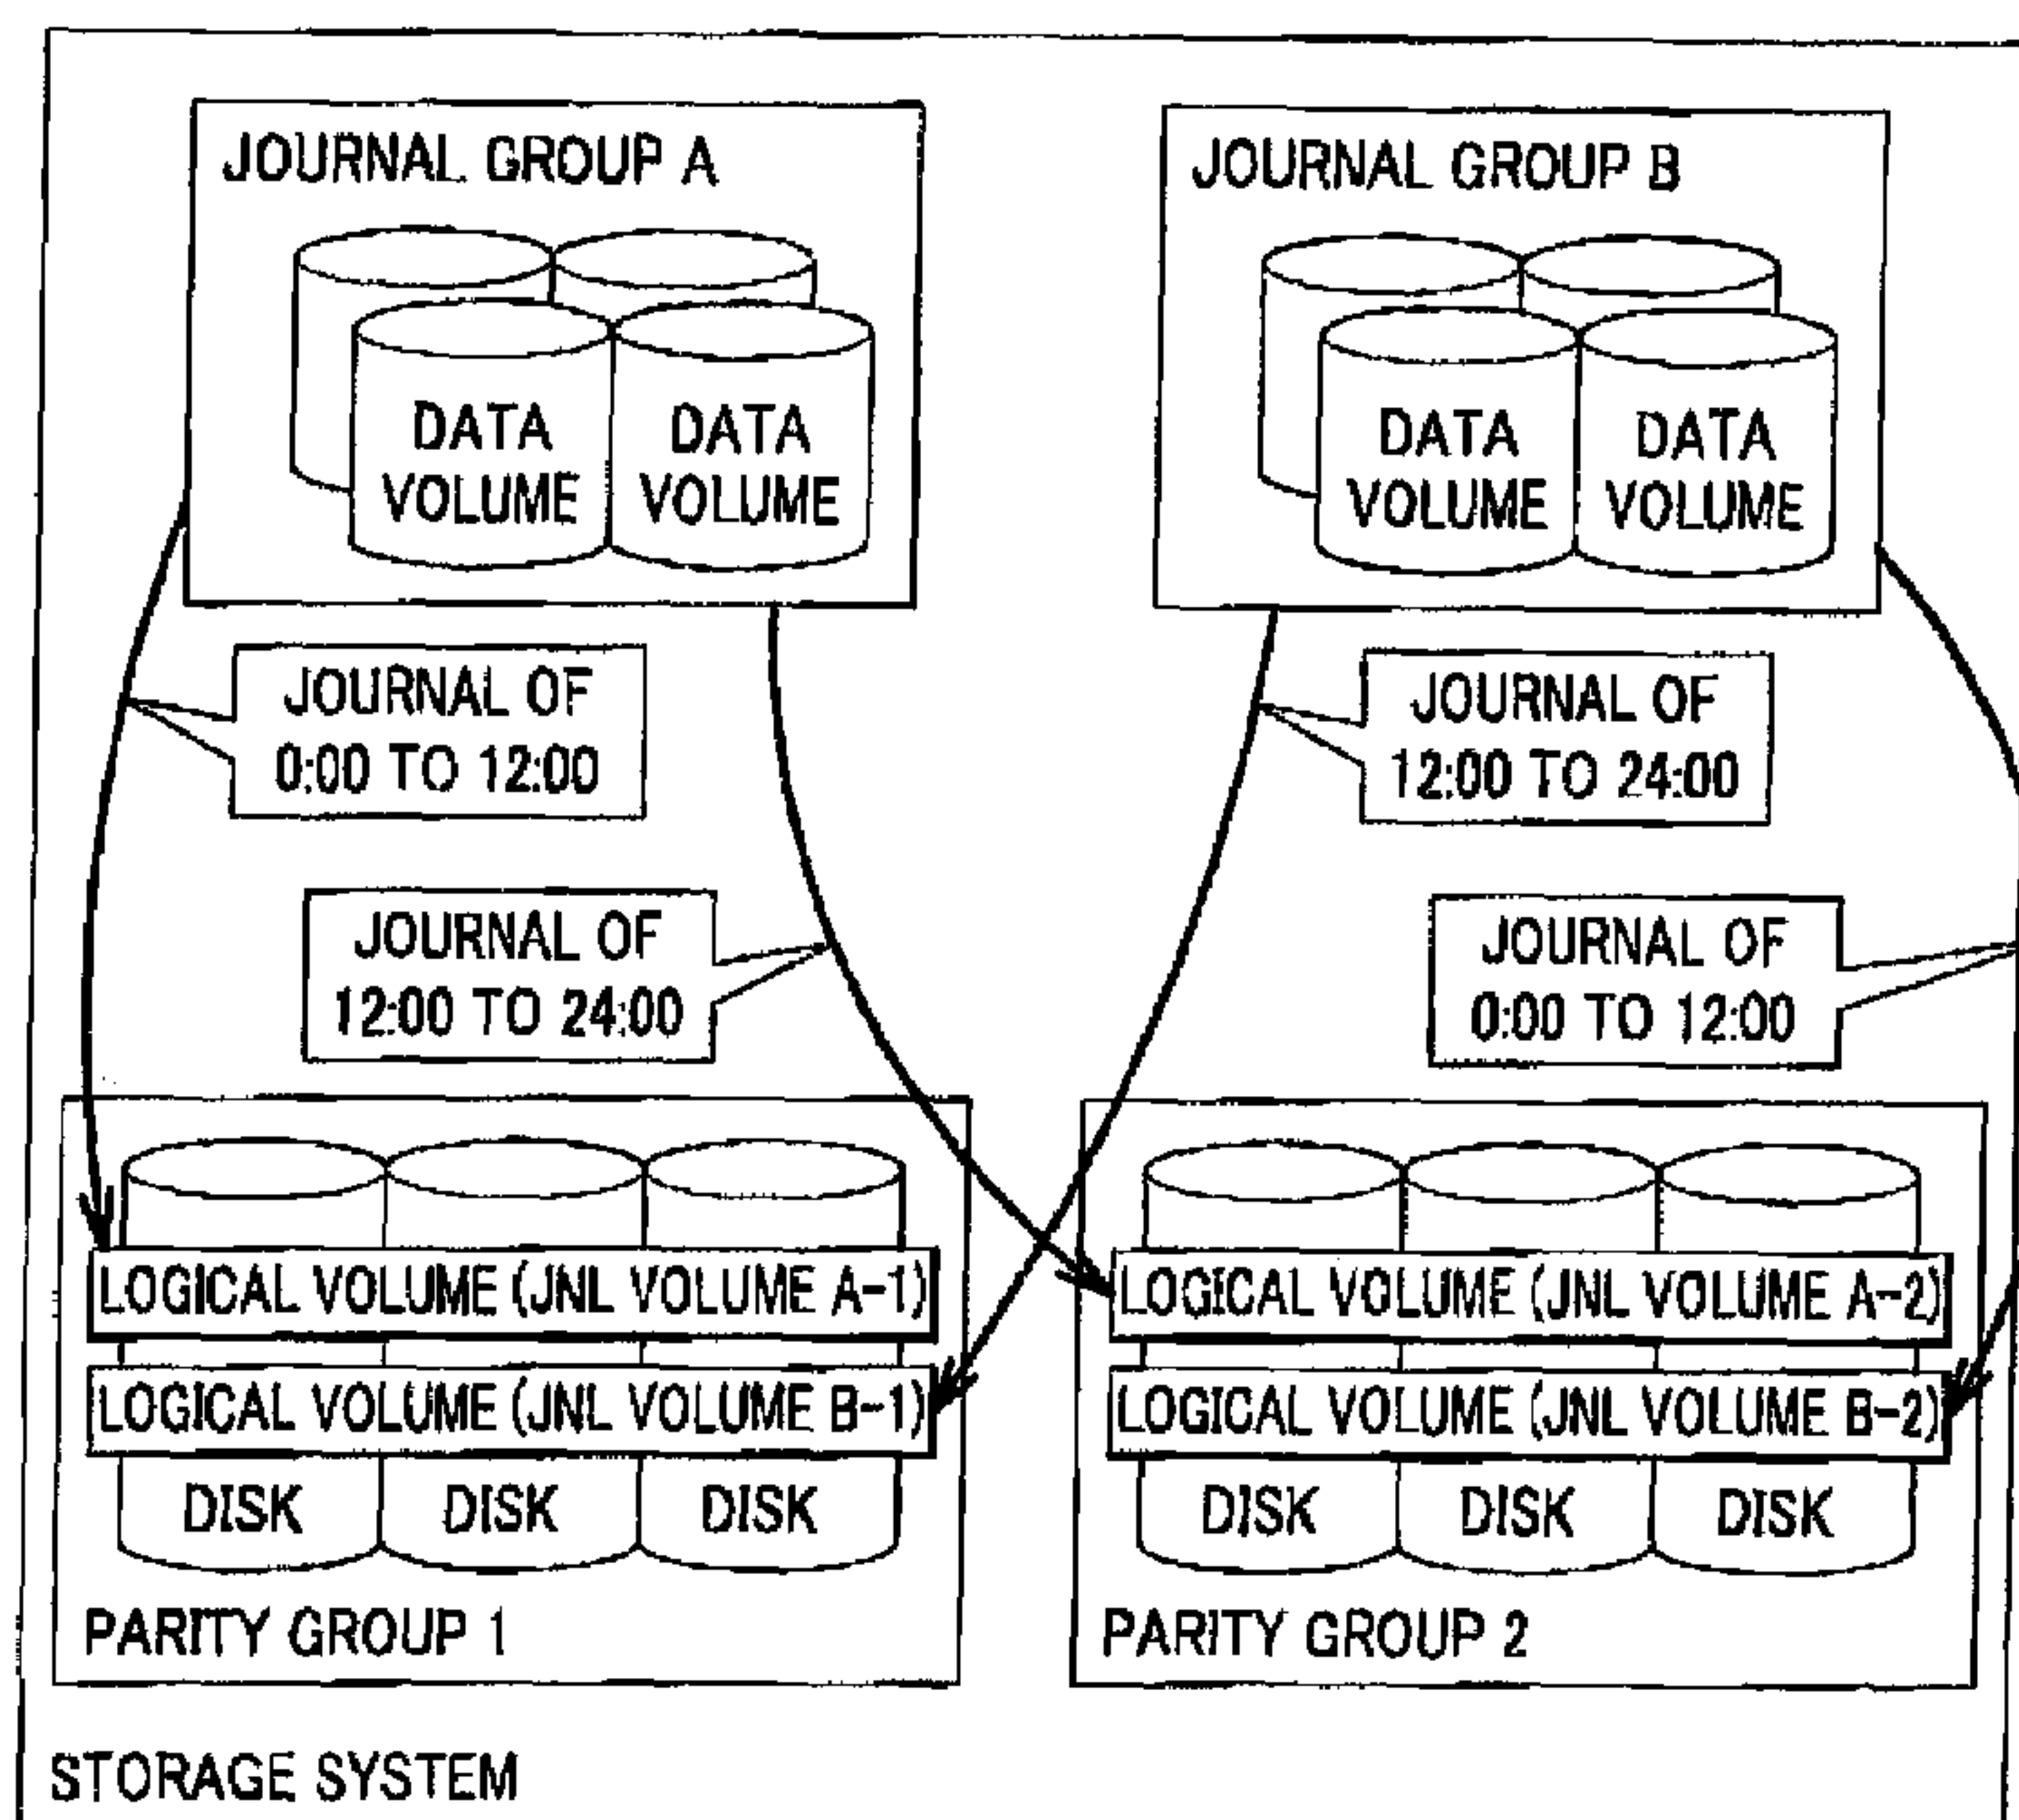 JOURNAL GROUP A
DATA
VOLUME
DATA
VOLUME
JOURNAL GROUP B
DATA
VOLUME
DATA
VOLUME
JOURNAL OF
0:00 TO 12:00
JOURNAL OF
12:00 TO 24:00
JOURNAL OF
12:00 TO 24:00
JOURNAL OF
0:00 TO 12:00
LOGICAL VOLUME (JNL VOLUME A-1)
LOGICAL VOLUME (JNL VOLUME B-1)
DISK
DISK
DISK
PARITY GROUP 1
LOGICAL VOLUME (JNL VOLUME A-2)
LOGICAL VOLUME (JNL VOLUME B-2)
DISK
DISK
DISK
PARITY GROUP 2
STORAGE SYSTEM